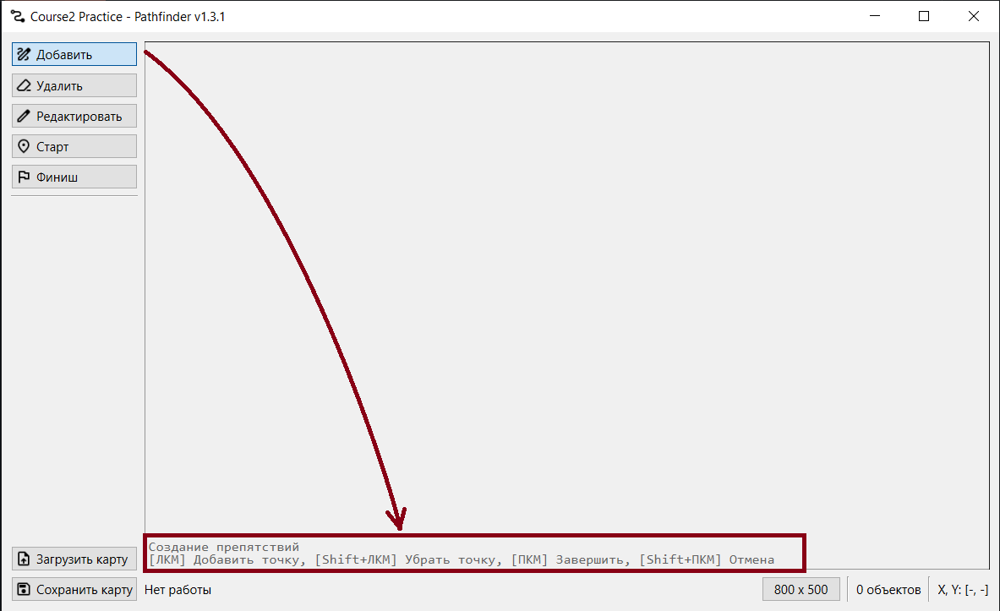 Course2 Practice - Pathfinder v1.3.1
Добавить
Удалить
Редактировать
Старт
Финиш
Создание препятствий
[ЛКМ] Добавить точку, [Shift+ЛКМ] Убрать точку, [ПКМ] Завершить, [Shift+ПКМ] Отмена
Загрузить карту
Сохранить карту
Нет работы
800 x 500
0 объектов
X, Y: [-, -]